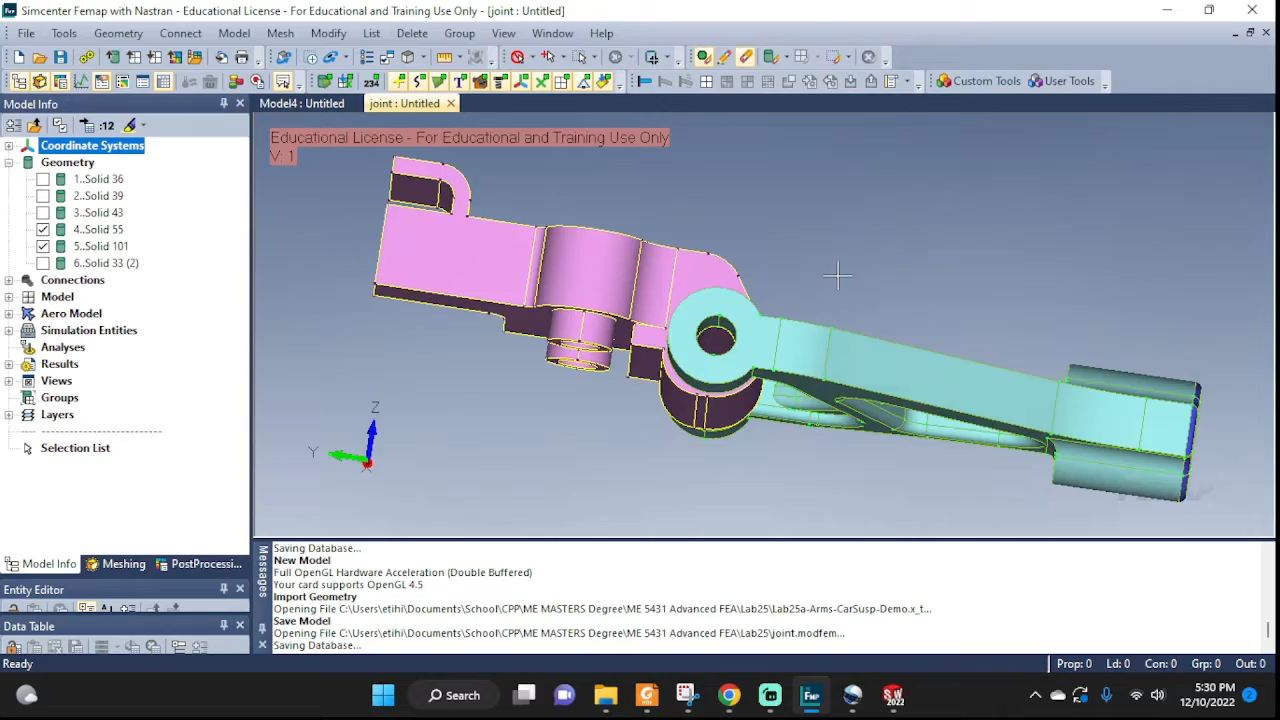 Simcenter Femap with Nastran - Educational License - For Educational and Training Use Only - [joint : Untitled]
File Tools Geometry Connect Model Mesh Modify List Delete Group View Window Help
234
Custom Tools User Tools
Model Info
Model4 : Untitled joint : Untitled
:12
Coordinate Systems
Geometry
1..Solid 36
2..Solid 39
3..Solid 43
4..Solid 55
5..Solid 101
6..Solid 33 (2)
Connections
Model
Aero Model
Simulation Entities
Analyses
Results
Views
Groups
Layers
Selection List
Educational License - For Educational and Training Use Only
V: 1
Z
Y
X
Model Info Meshing PostProcessi...
Entity Editor
Data Table
Messages
Saving Database...
New Model
Full OpenGL Hardware Acceleration (Double Buffered)
Your card supports OpenGL 4.5
Import Geometry
Opening File C:\Users\etihi\Documents\School\CPP\ME MASTERS Degree\ME 5431 Advanced FEA\Lab25\Lab25a-Arms-CarSusp-Demo.x_t...
Save Model
Opening File C:\Users\etihi\Documents\School\CPP\ME MASTERS Degree\ME 5431 Advanced FEA\Lab25\joint.modfem...
Saving Database...
Ready
Prop: 0 Ld: 0 Con: 0 Grp: 0 Out: 0
Search
5:30 PM
12/10/2022
2